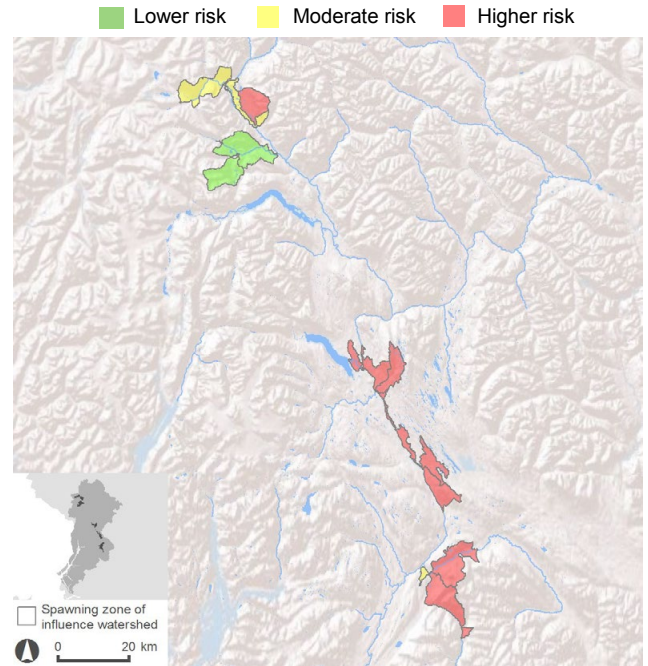 Lower risk Moderate risk Higher risk
Spawning zone of
influence watershed
0 20 km